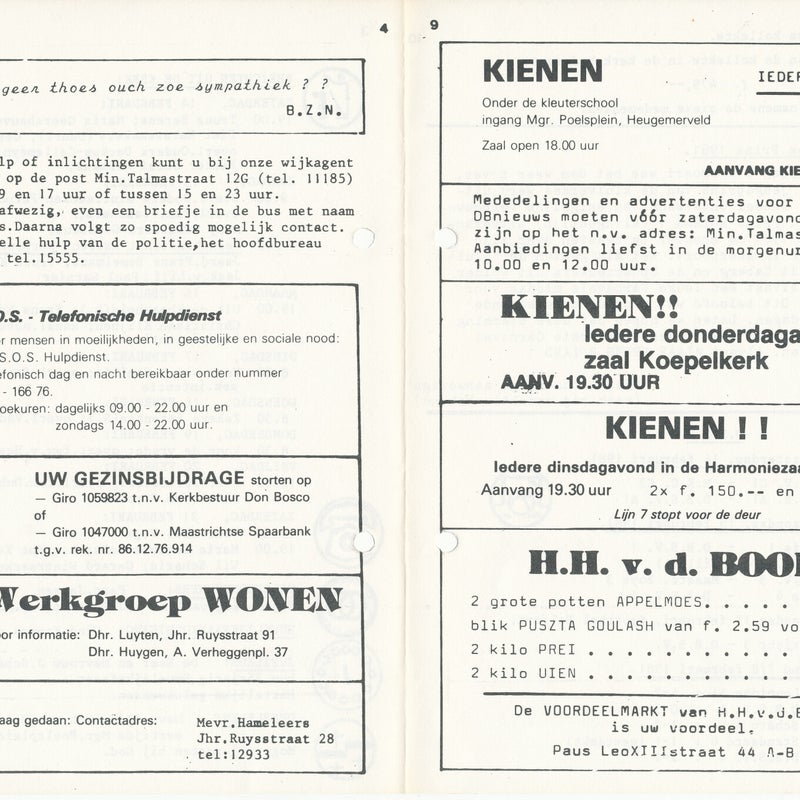 4
geen thoes ouch zoe sympathiek ? ?
B.Z.N.
lp of inlichtingen kunt u bij onze wijkagent
op de post Min.Talmastraat 12G (tel. 11185)
9 en 17 uur of tussen 15 en 23 uur.
afwezig, even een briefje in de bus met naam
s.Daarna volgt zo spoedig mogelijk contact.
elle hulp van de politie,het hoofdbureau
tel.15555.
O.S. - Telefonische Hulpdienst
r mensen in moeilijkheden, in geestelijke en sociale nood:
S.O.S. Hulpdienst.
efonisch dag en nacht bereikbaar onder nummer
- 166 76.
oekuren: dagelijks 09.00 - 22.00 uur en
zondags 14.00 - 22.00 uur.
UW GEZINSBIJDRAGE storten op
— Giro 1059823 t.n.v. Kerkbestuur Don Bosco
of
— Giro 1047000 t.n.v. Maastrichtse Spaarbank
t.g.v. rek. nr. 86.12.76.914
Werkgroep WONEN
oor informatie: Dhr. Luyten, Jhr. Ruysstraat 91
Dhr. Huygen, A. Verheggenpl. 37
aag gedaan: Contactadres: Mevr.Hameleers
Jhr.Ruysstraat 28
tel:12933
9
KIENEN
IEDER
Onder de kleuterschool
ingang Mgr. Poelsplein, Heugemerveld
Zaal open 18.00 uur
AANVANG KIE
Mededelingen en advertenties voor
DBnieuws moeten vóór zaterdagavond
zijn op het n.v. adres: Min.Talmas
Aanbiedingen liefst in de morgenur
10.00 en 12.00 uur.
KIENEN!!
Iedere donderdaga
zaal Koepelkerk
AANV. 19.30 UUR
KIENEN ! !
Iedere dinsdagavond in de Harmoniezaa
Aanvang 19.30 uur 2x f. 150.-- en
Lijn 7 stopt voor de deur
H.H. v. d. BOO
2 grote potten APPELMOES. . . . . .
blik PUSZTA GOULASH van f. 2.59 vo
2 kilo PREI . . . . . . . . . . .
2 kilo UIEN . . . . . . . . . . .
De VOORDEELMARKT van H.H.v.d.B
is uw voordeel.
Paus LeoXIIIstraat 44 A-B